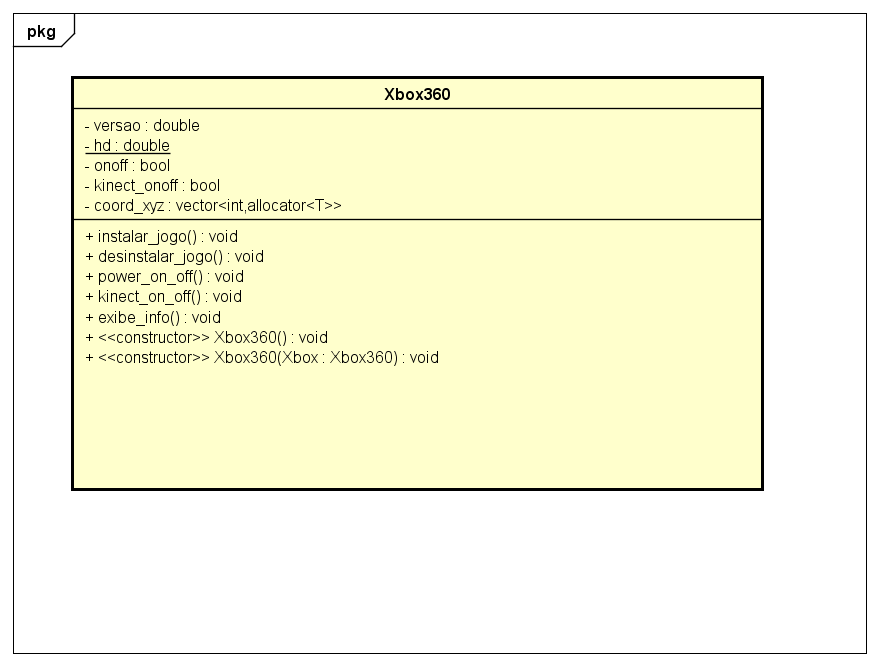 pkg
Xbox360
- versao : double
- hd : double
- onoff : bool
- kinect_onoff : bool
- coord_xyz : vector<int,allocator<T>>
+ instalar_jogo() : void
+ desinstalar_jogo() : void
+ power_on_off() : void
+ kinect_on_off() : void
+ exibe_info() : void
+ <<constructor>> Xbox360() : void
+ <<constructor>> Xbox360(Xbox : Xbox360) : void